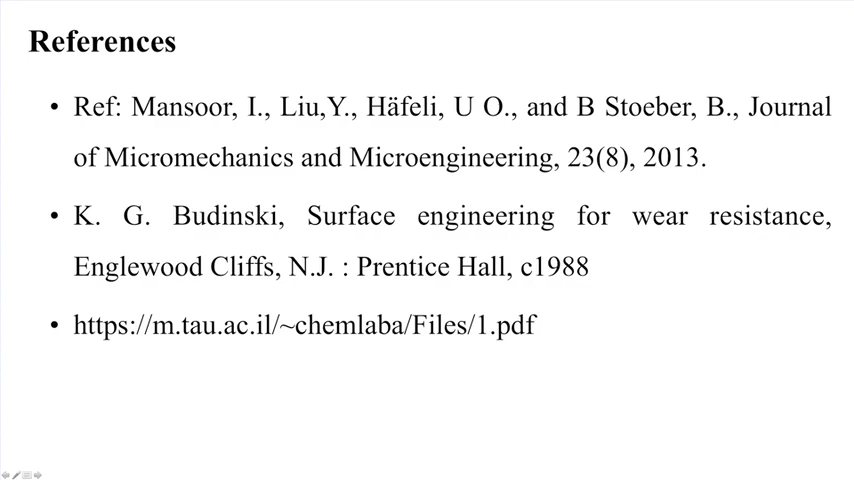 References
• Ref: Mansoor, I., Liu,Y., Häfeli, U O., and B Stoeber, B., Journal
of Micromechanics and Microengineering, 23(8), 2013.
• K. G. Budinski, Surface engineering for wear resistance,
Englewood Cliffs, N.J. : Prentice Hall, c1988
• https://m.tau.ac.il/~chemlaba/Files/1.pdf